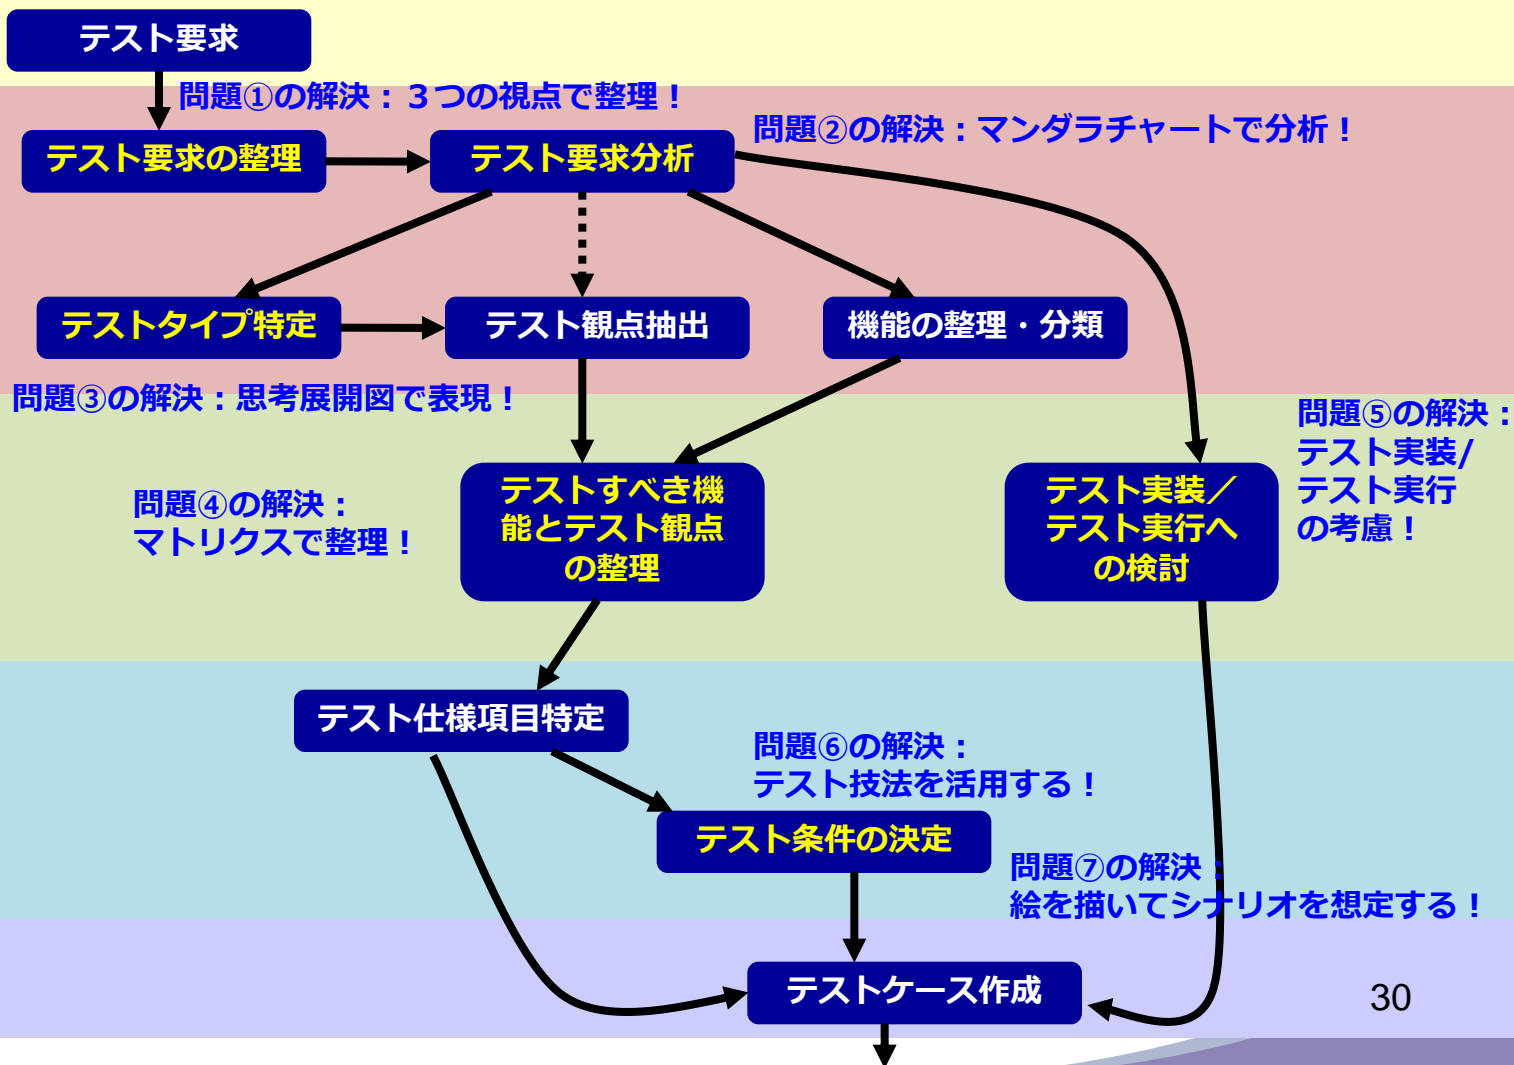 テスト要求
問題①の解決：３つの視点で整理！
問題②の解決：マンダラチャートで分析！
テスト要求の整理
テスト要求分析
テストタイプ特定
テスト観点抽出
機能の整理・分類
問題③の解決：思考展開図で表現！
問題⑤の解決：
テスト実装/
テスト実行
の考慮！
問題④の解決：
マトリクスで整理！
テストすべき機
能とテスト観点
の整理
テスト実装／
テスト実行へ
の検討
テスト仕様項目特定
問題⑥の解決：
テスト技法を活用する！
テスト条件の決定
問題⑦の解決：
絵を描いてシナリオを想定する！
テストケース作成
30